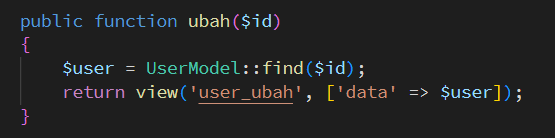 public function ubah($id)
{
    $user = UserModel::find($id);
    return view('user_ubah', ['data' => $user]);
}